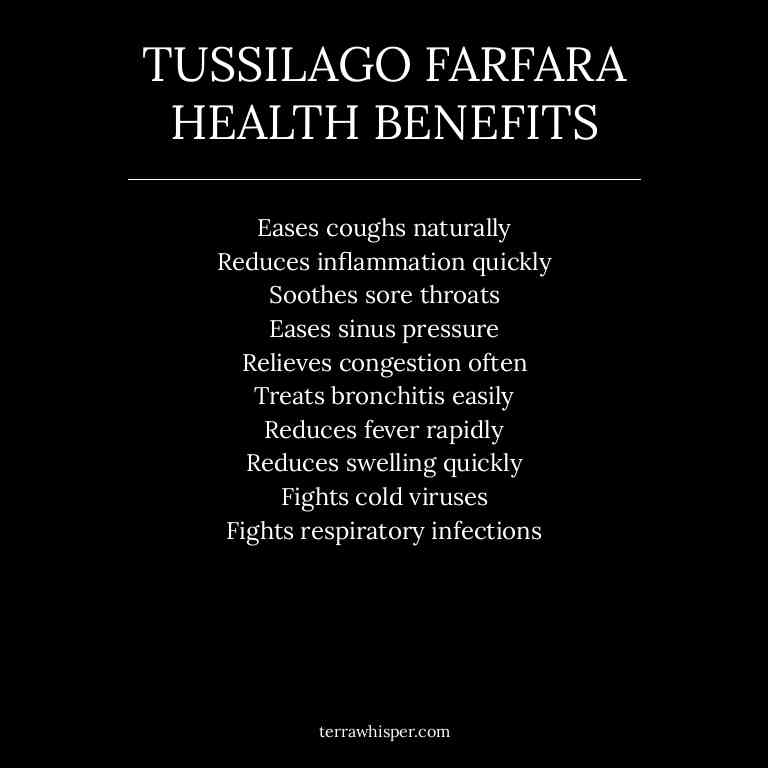 TUSSILAGO FARFARA
HEALTH BENEFITS
Eases coughs naturally
Reduces inflammation quickly
Soothes sore throats
Eases sinus pressure
Relieves congestion often
Treats bronchitis easily
Reduces fever rapidly
Reduces swelling quickly
Fights cold viruses
Fights respiratory infections
terrawhisper.com